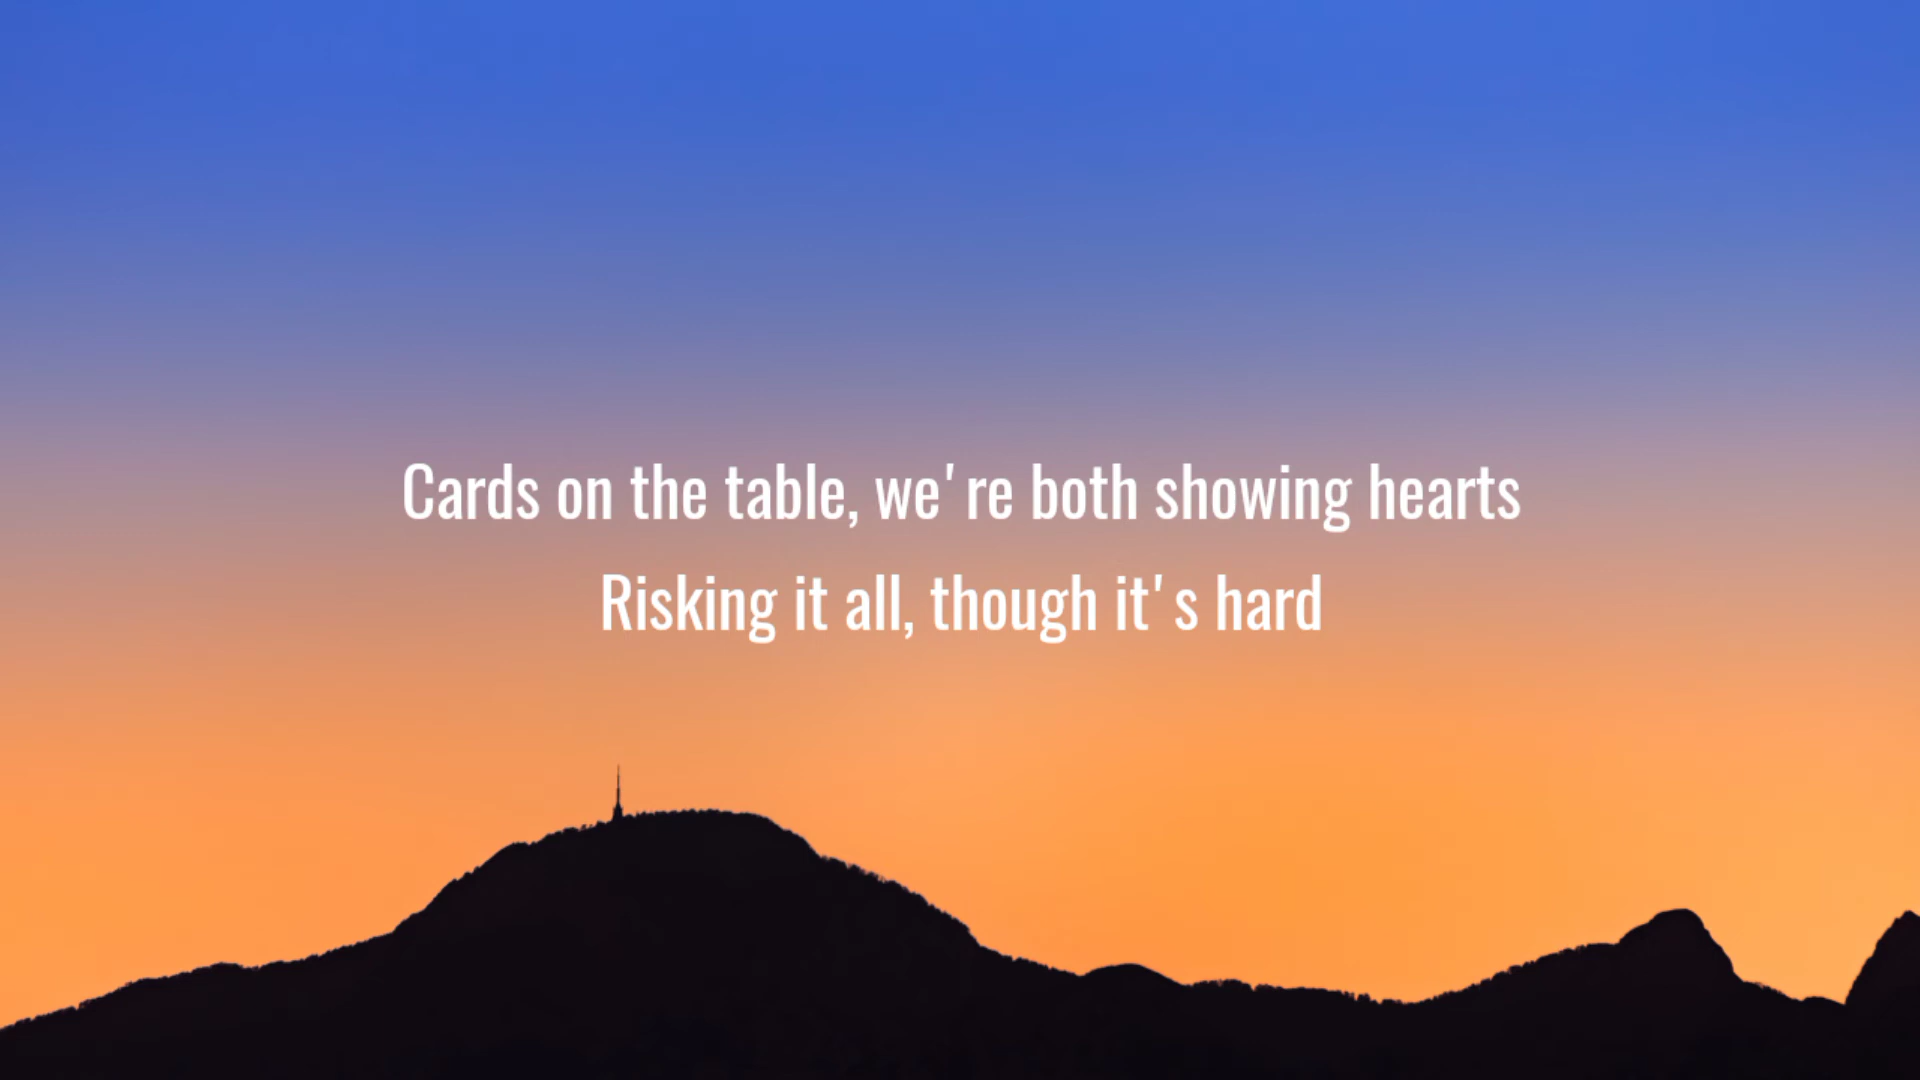 Cards on the table, we're both showing hearts
Risking it all, though it's hard